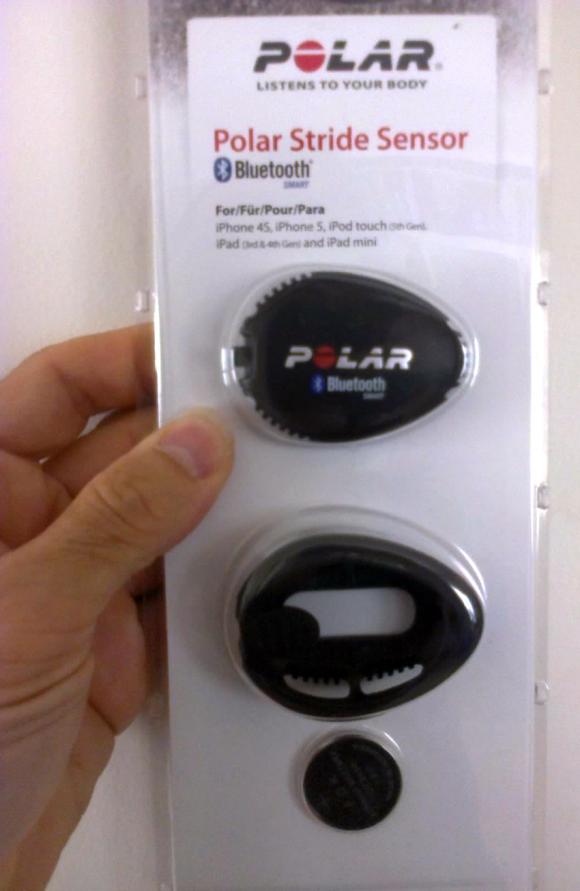 POLAR®
LISTENS TO YOUR BODY
Polar Stride Sensor
Bluetooth®
SMART
For/Für/Pour/Para
iPhone 4S, iPhone 5, iPod touch (5th Gen),
iPad (3rd & 4th Gen) and iPad mini
POLAR
Bluetooth
SMART